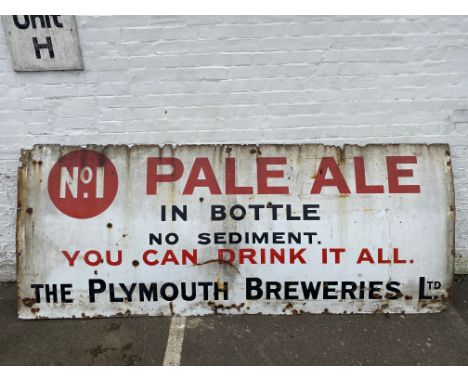 Unit
H
No.1 PALE ALE
IN BOTTLE
NO SEDIMENT.
YOU CAN DRINK IT ALL.
THE PLYMOUTH BREWERIES LTD